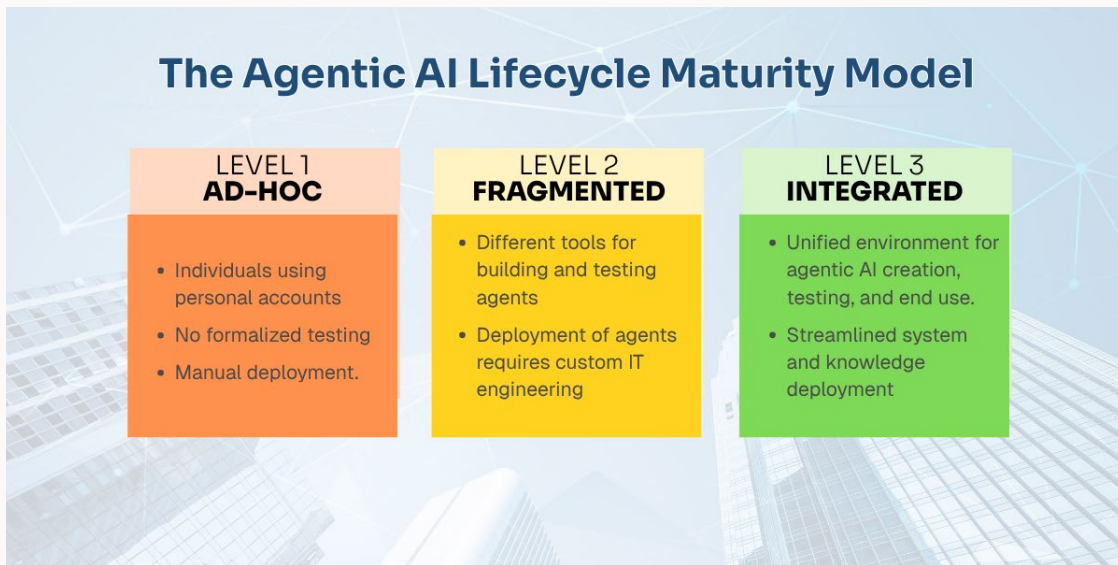 The Agentic AI Lifecycle Maturity Model
LEVEL 1
AD-HOC
• Individuals using
personal accounts
• No formalized testing
• Manual deployment.
LEVEL 2
FRAGMENTED
• Different tools for
building and testing
agents
• Deployment of agents
requires custom IT
engineering
LEVEL 3
INTEGRATED
• Unified environment for
agentic AI creation,
testing, and end use.
• Streamlined system
and knowledge
deployment